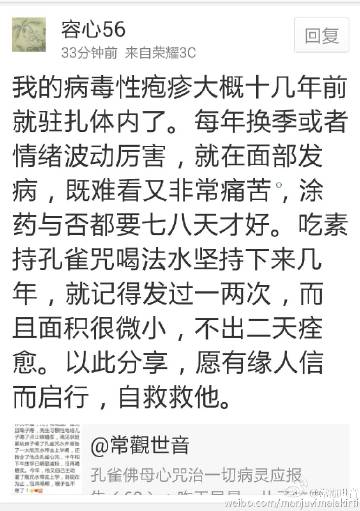 容心56
33分钟前 来自荣耀3C
回复
我的病毒性疱疹大概十几年前
就驻扎体内了。每年换季或者
情绪波动厉害，就在面部发
病，既难看又非常痛苦，涂
药与否都要七八天才好。吃素
持孔雀咒喝法水坚持下来几
年，就记得发过一两次，而
且面积很微小，不出二天痊
愈。以此分享，愿有缘人信
而启行，自救救他。
@常觀世音
孔雀佛母心咒治一切病灵应报
weibo.com/manjuvimalakirti